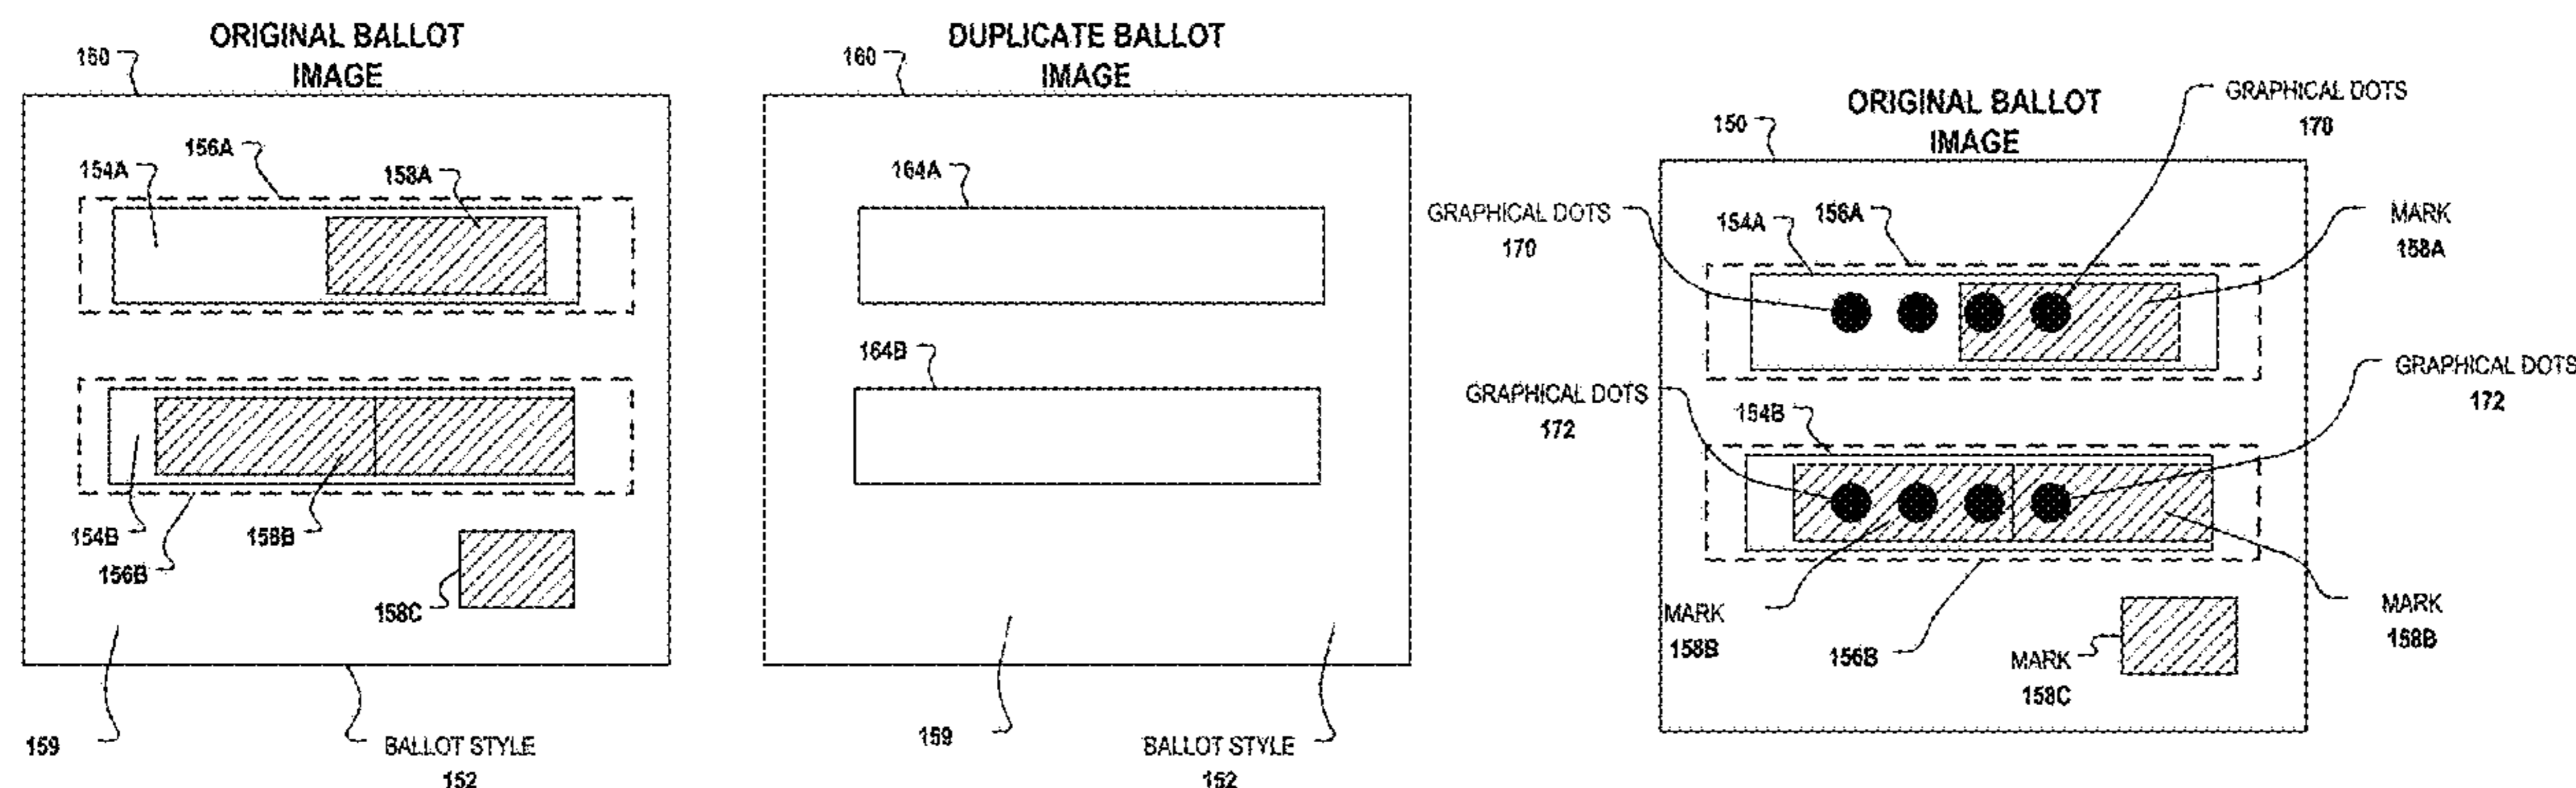 ORIGINAL BALLOT
IMAGE
150
156A
154A
158A
154B
156B
158B
158C
159
BALLOT STYLE
152
DUPLICATE BALLOT
IMAGE
160
164A
164B
159
BALLOT STYLE
152
ORIGINAL BALLOT
IMAGE
150
GRAPHICAL DOTS
170
GRAPHICAL DOTS
170
154A
156A
MARK
158A
GRAPHICAL DOTS
172
GRAPHICAL DOTS
172
154B
MARK
158B
156B
MARK
158C
MARK
158B